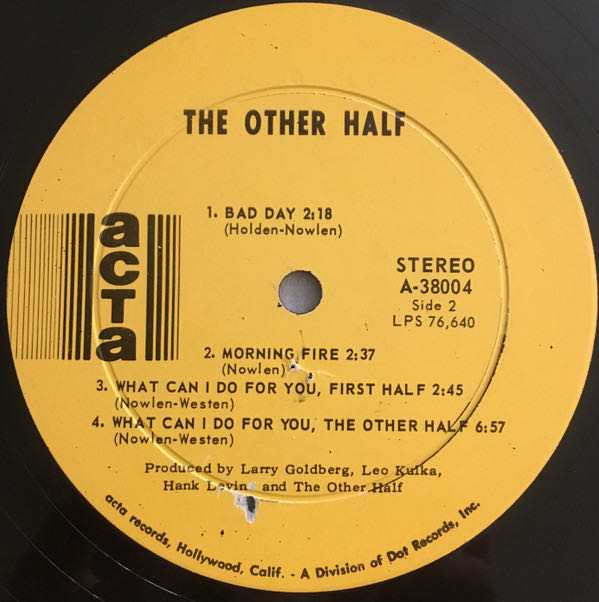 THE OTHER HALF
1. BAD DAY 2:18
(Holden-Nowlen)
acta
STEREO
A-38004
Side 2
LPS 76,640
2. MORNING FIRE 2:37
(Nowlen)
3. WHAT CAN I DO FOR YOU, FIRST HALF 2:45
(Nowlen-Westen)
4. WHAT CAN I DO FOR YOU, THE OTHER HALF 6:57
(Nowlen-Westen)
Produced by Larry Goldberg, Leo Kulka,
Hank Levin and The Other Half
acta records, Hollywood, Calif. - A Division of Dot Records, Inc.